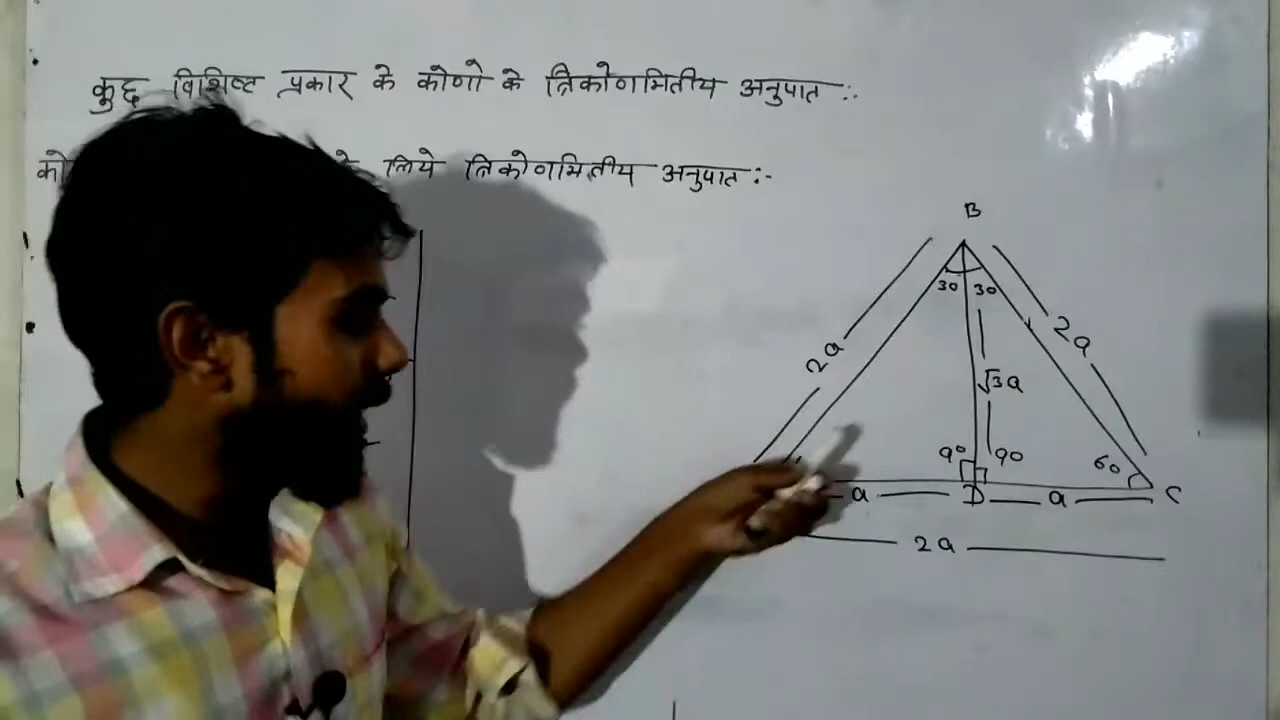 कुछ विशिष्ट प्रकार के कोणो के त्रिकोणमितीय अनुपात :-
लिये त्रिकोणमितीय अनुपात :-
B
30 30
2a
2a
√3a
90 90
60
a D a C
2a